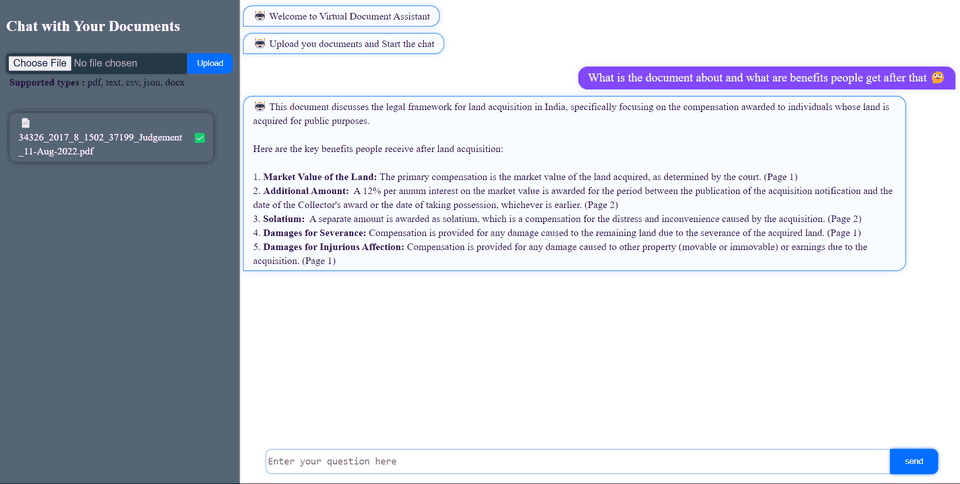 Chat with Your Documents
Choose File No file chosen
Upload
Supported types : pdf, text, csv, json, docx
34326_2017_8_1502_37199_Judgement
_11-Aug-2022.pdf
Welcome to Virtual Document Assistant
Upload you documents and Start the chat
What is the document about and what are benefits people get after that 🤔
This document discusses the legal framework for land acquisition in India, specifically focusing on the compensation awarded to individuals whose land is
acquired for public purposes.
Here are the key benefits people receive after land acquisition:
1. Market Value of the Land: The primary compensation is the market value of the land acquired, as determined by the court. (Page 1)
2. Additional Amount: A 12% per annum interest on the market value is awarded for the period between the publication of the acquisition notification and the
date of the Collector's award or the date of taking possession, whichever is earlier. (Page 2)
3. Solatium: A separate amount is awarded as solatium, which is a compensation for the distress and inconvenience caused by the acquisition. (Page 2)
4. Damages for Severance: Compensation is provided for any damage caused to the remaining land due to the severance of the acquired land. (Page 1)
5. Damages for Injurious Affection: Compensation is provided for any damage caused to other property (movable or immovable) or earnings due to the
acquisition. (Page 1)
Enter your question here
send